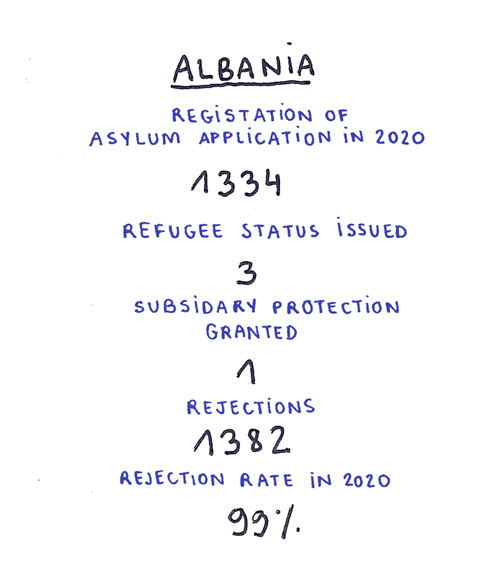 ALBANiA
REGiSTATiON OF
ASYLUM APPLiCATiON iN 2020
1334
REFUGEE STATUS iSSUED
3
SUBSiDARY PROTECTiON
GRANTED
1
REJECTiONS
1382
REJECTiON RATE iN 2020
99%